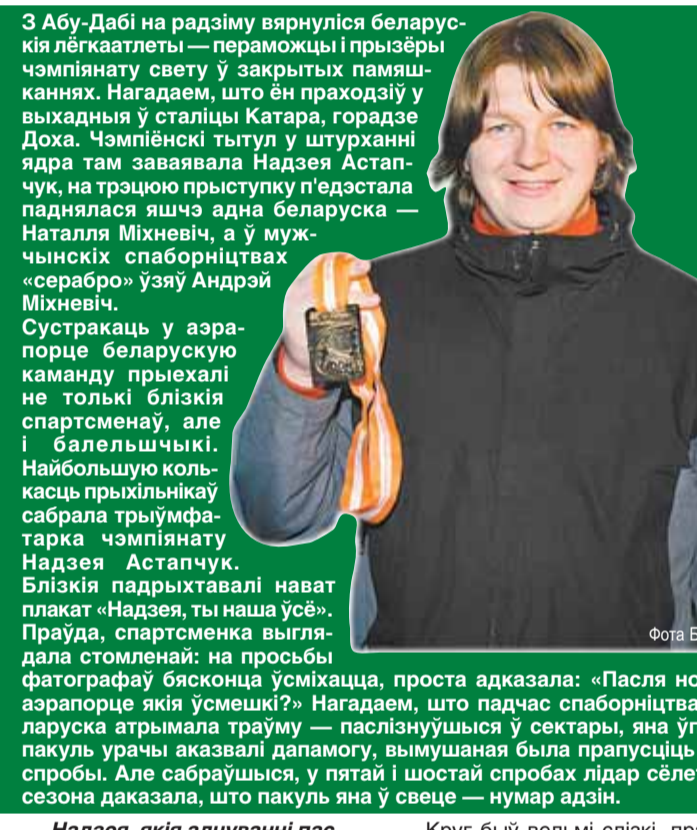 З Абу-Дабі на радзіму вярнуліся беларус-
кія лёгкаатлеты — пераможцы і прызёры
чэмпіянату свету ў закрытых памяш-
каннях. Нагадаем, што ён праходзіў у
выхадныя ў сталіцы Катара, горадзе
Доха. Чэмпіёнскі тытул у штурханні
ядра там заваявала Надзея Астап-
чук, на трэцюю прыступку п'едэстала
паднялася яшчэ адна беларуска —
Наталля Міхневіч, а ў муж-
чынскіх спаборніцтвах
«серабро» ўзяў Андрэй
Міхневіч.
Сустракаць у аэра-
порце беларускую
каманду прыехалі
не толькі блізкія
спартсменаў, але
і балельшчыкі.
Найбольшую коль-
касць прыхільнікаў
сабрала трыўмфа-
тарка чэмпіянату
Надзея Астапчук.
Блізкія падрыхтавалі нават
плакат «Надзея, ты наша ўсё».
Праўда, спартсменка выгля-
дала стомленай: на просьбы
фатографаў бясконца ўсміхацца, проста адказала: «Пасля но
аэрапорце якія ўсмешкі?» Нагадаем, што падчас спаборніцтва
ларуска атрымала траўму — паслізнуўшыся ў сектары, яна ўп
пакуль урачы аказвалі дапамогу, вымушаная была прапусціць
спробы. Але сабраўшыся, у пятай і шостай спробах лідар сёлет
сезона даказала, што пакуль яна ў свеце — нумар адзін.
Фота Б